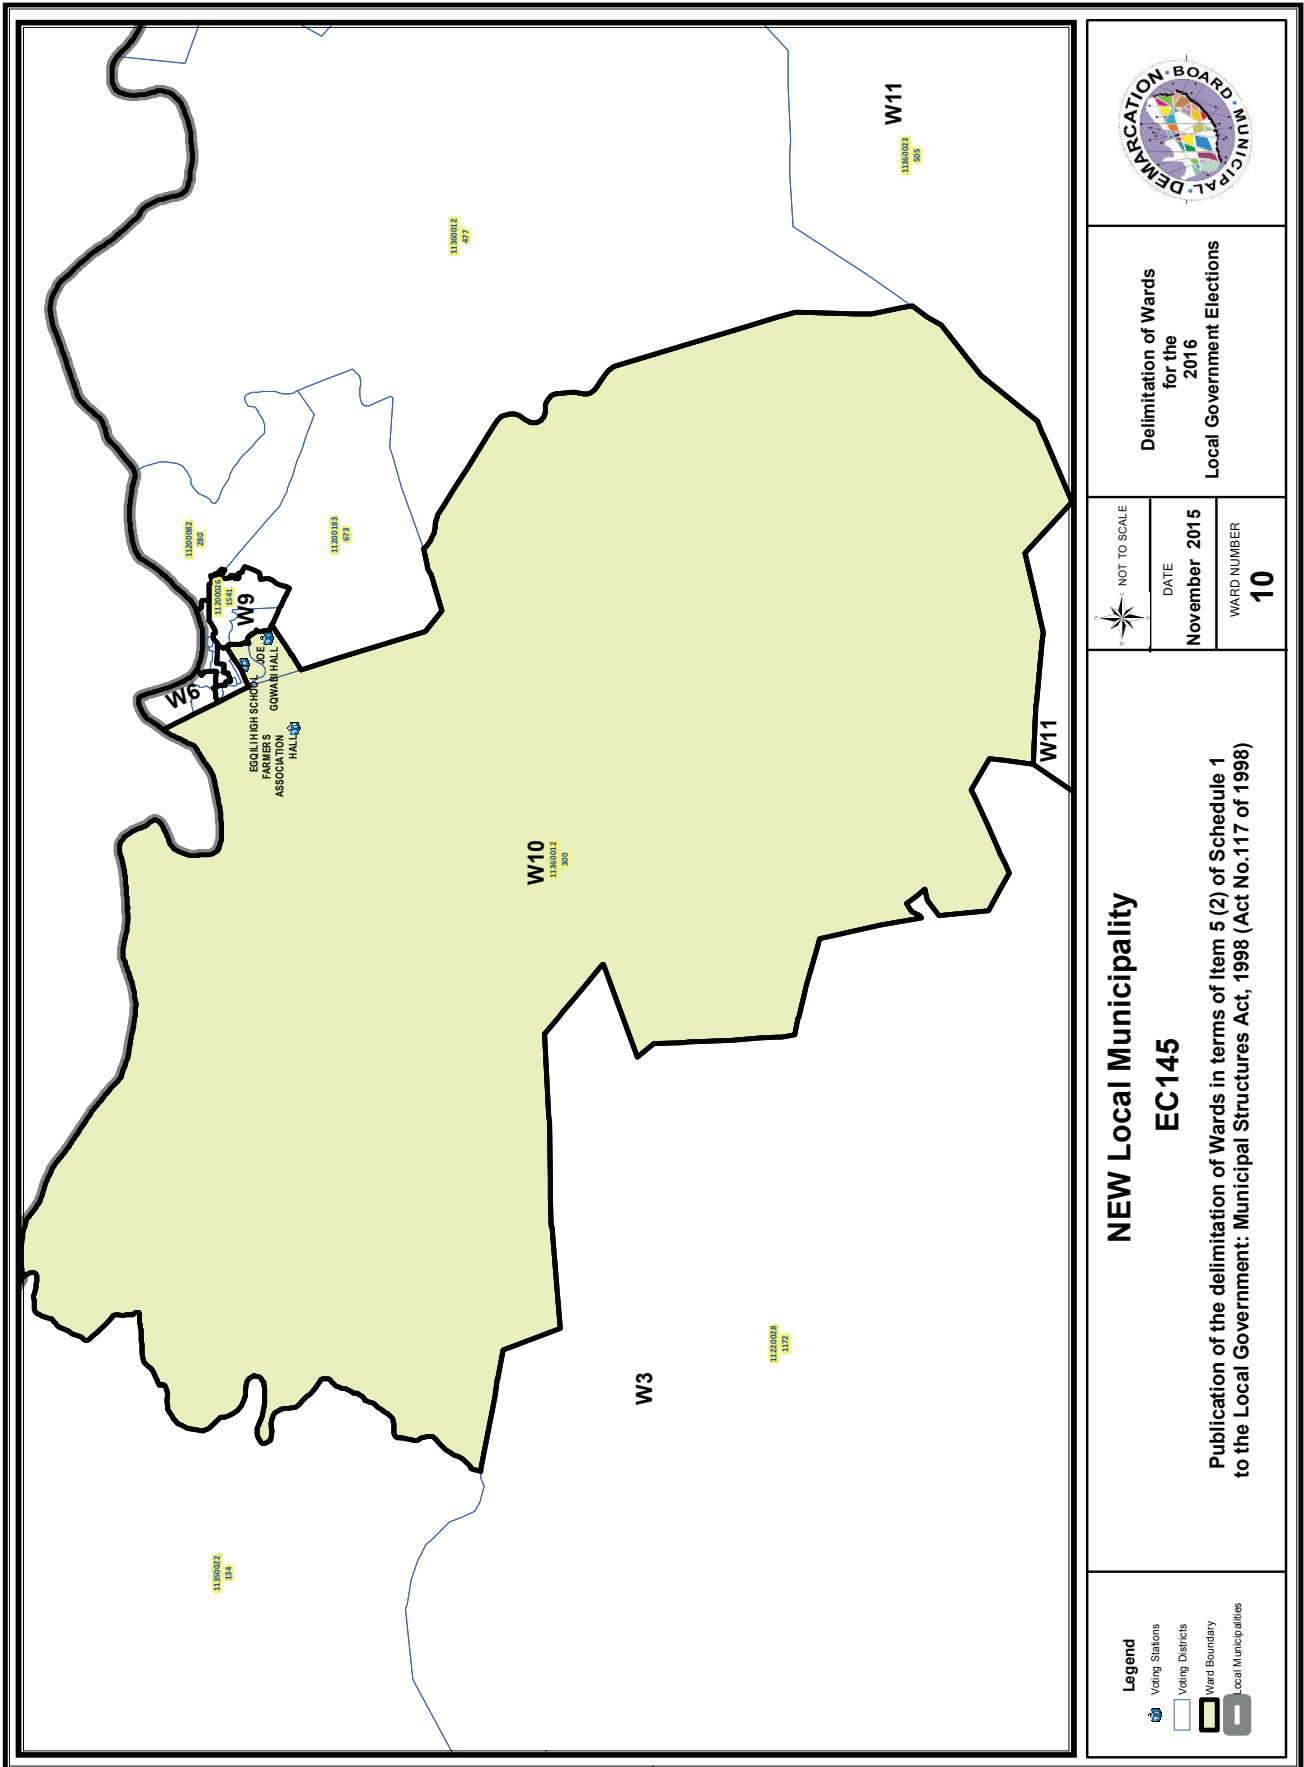 W11
11360023
505
11360012
477
11200082
280
11200183
673
11200026
1541
W9
W6
EGQILI HIGH SCHOOL
JOE
GQWABI HALL
FARMERS
ASSOCIATION
HALL
W10
11360012
300
W11
W3
11220028
1172
11350022
134
Legend
Voting Stations
Voting Districts
Ward Boundary
Local Municipalities
NEW Local Municipality
EC145
Publication of the delimitation of Wards in terms of Item 5 (2) of Schedule 1
to the Local Government: Municipal Structures Act, 1998 (Act No.117 of 1998)
N
W
E
S
NOT TO SCALE
DATE
November 2015
WARD NUMBER
10
Delimitation of Wards
for the
2016
Local Government Elections
MUNICIPAL • DEMARCATION • BOARD •